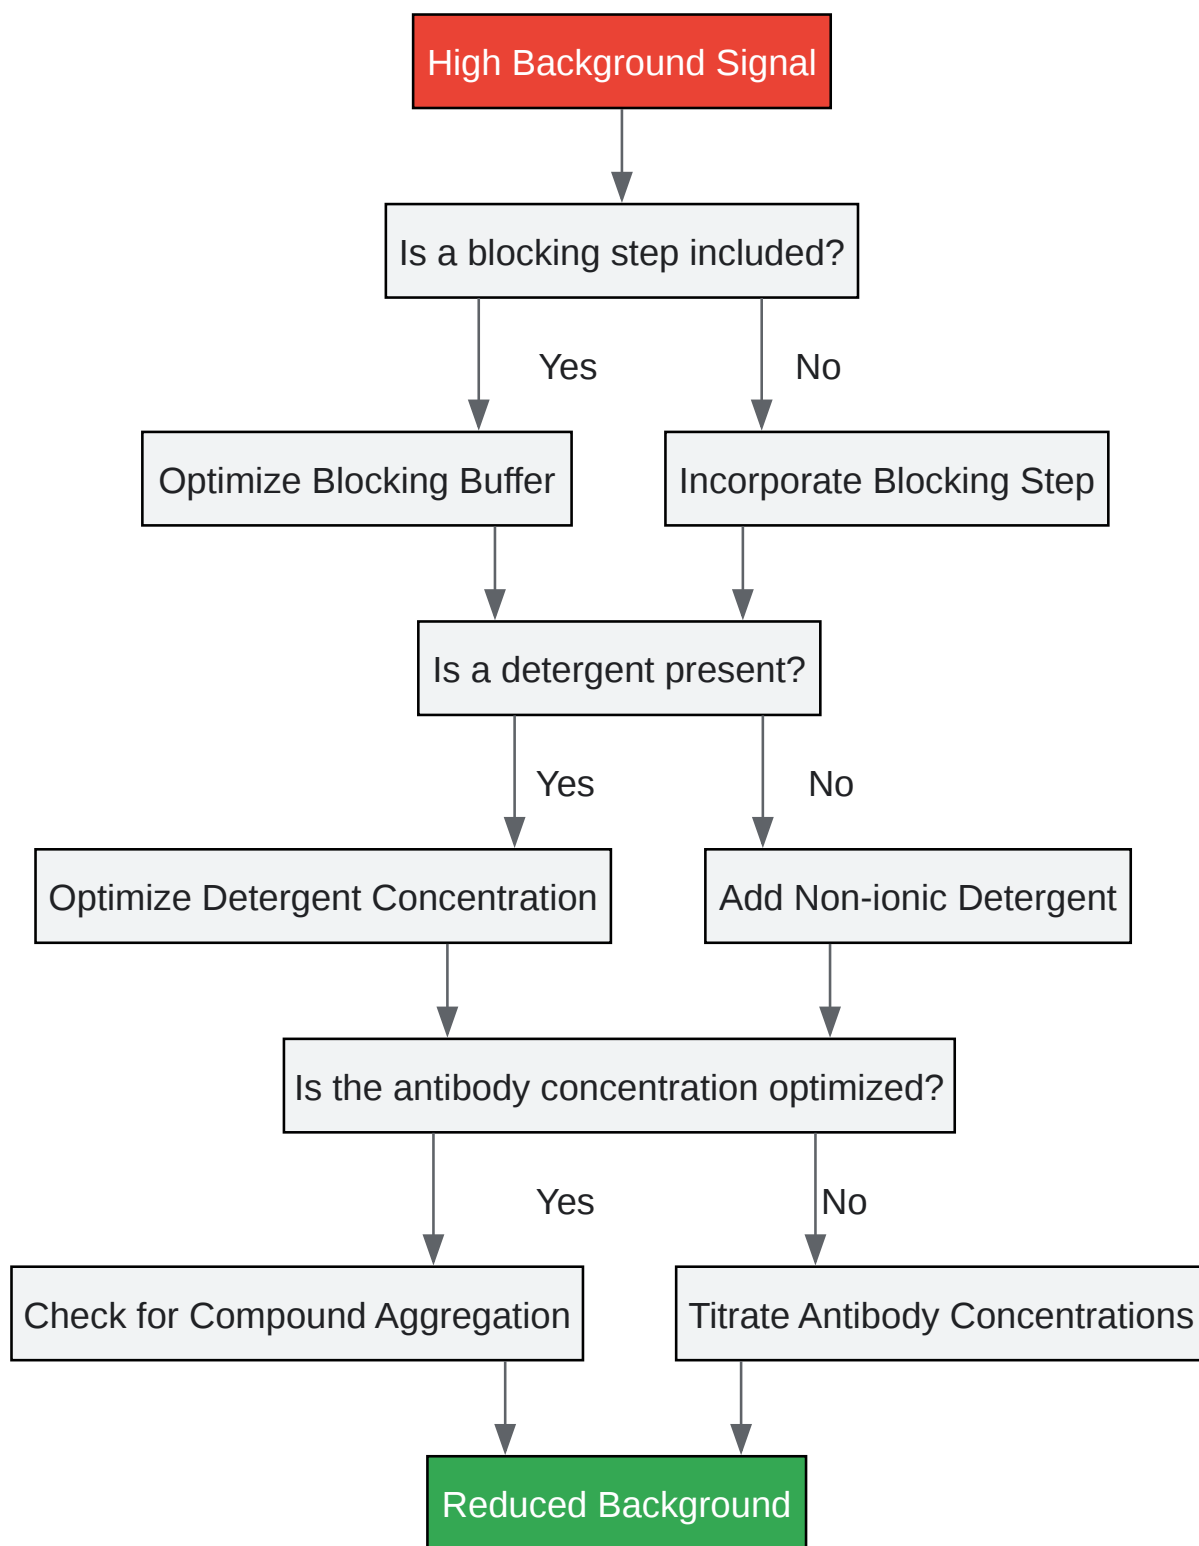 High Background Signal
Is a blocking step included?
Yes
No
Optimize Blocking Buffer
Incorporate Blocking Step
Is a detergent present?
Yes
No
Optimize Detergent Concentration
Add Non-ionic Detergent
Is the antibody concentration optimized?
Yes
No
Check for Compound Aggregation
Titrate Antibody Concentrations
Reduced Background